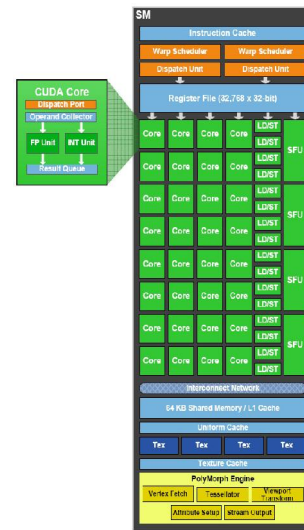 SM
Instruction Cache
Warp Scheduler Warp Scheduler
Dispatch Unit Dispatch Unit
Register File (32,768 x 32-bit)
CUDA Core
Dispatch Port
Operand Collector
FP Unit INT Unit
Result Queue
Core Core Core Core LD/ST
LD/ST
SFU
Core Core Core Core LD/ST
LD/ST
Core Core Core Core LD/ST
LD/ST
SFU
Core Core Core Core LD/ST
LD/ST
Core Core Core Core LD/ST
LD/ST
SFU
Core Core Core Core LD/ST
LD/ST
Core Core Core Core LD/ST
LD/ST
SFU
Core Core Core Core LD/ST
LD/ST
Interconnect Network
64 KB Shared Memory / L1 Cache
Uniform Cache
Tex Tex Tex Tex
Texture Cache
PolyMorph Engine
Vertex Fetch Tessellator Viewport Transform
Attribute Setup Stream Output